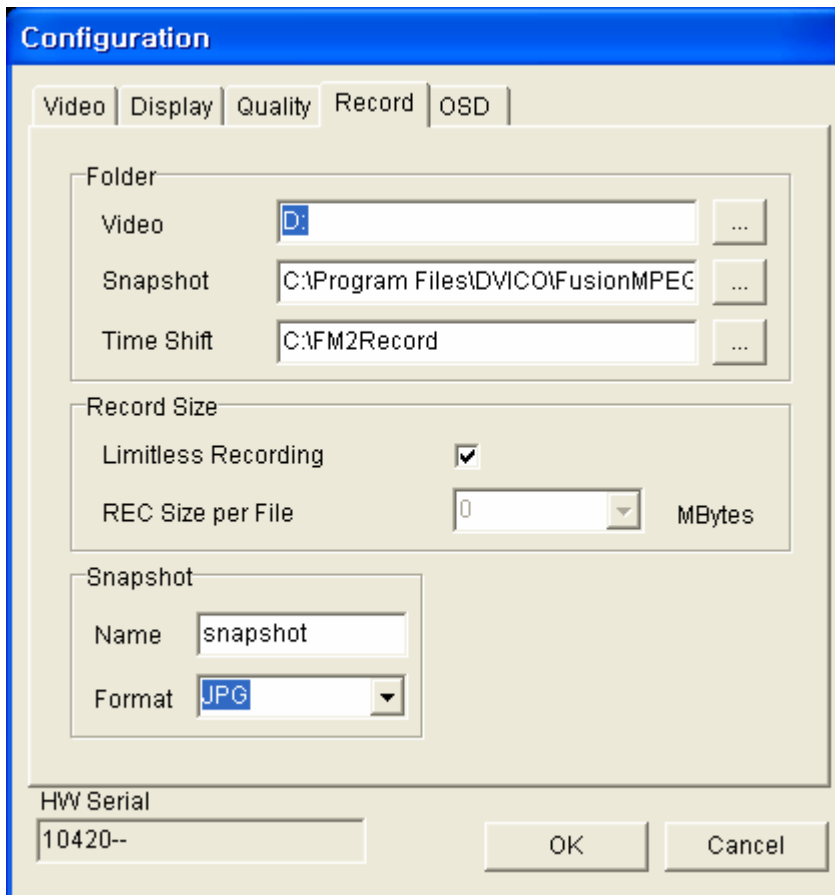 Configuration
Video Display Quality Record OSD
Folder
Video D: ...
Snapshot C:\Program Files\DVICO\FusionMPEG ...
Time Shift C:\FM2Record ...
Record Size
Limitless Recording
REC Size per File 0 MBytes
Snapshot
Name snapshot
Format JPG
HW Serial
10420--
OK Cancel